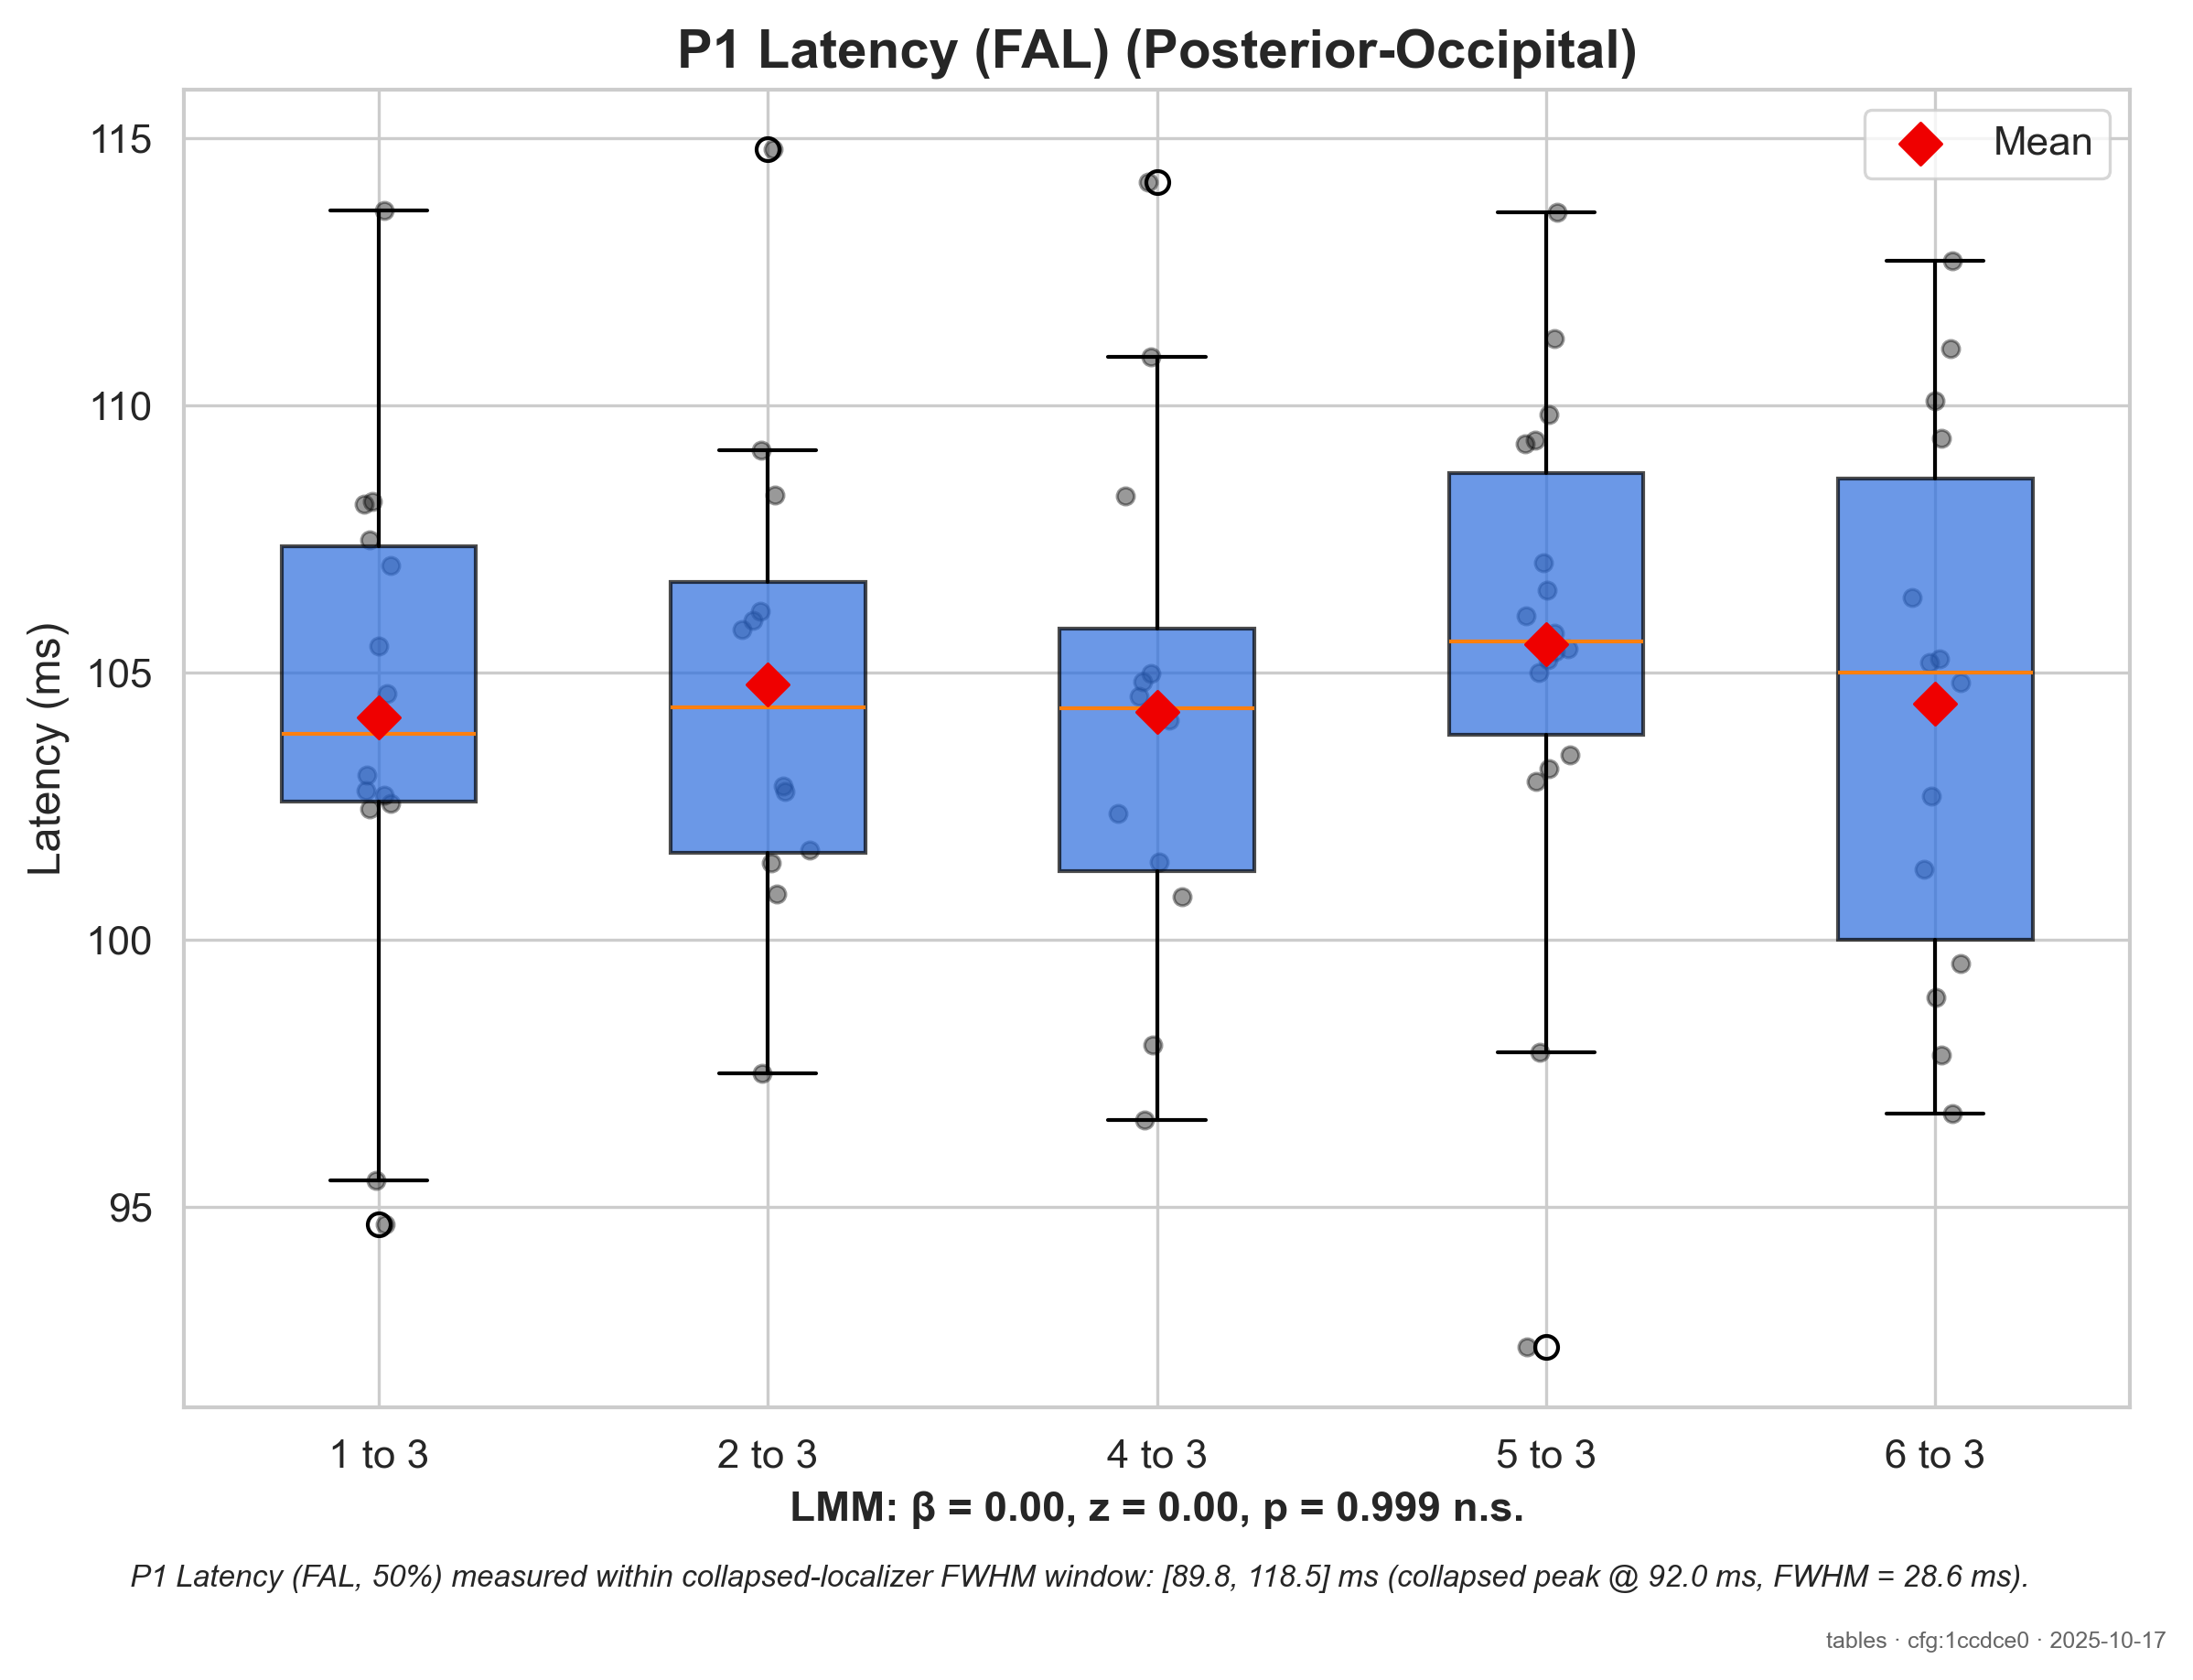 P1 Latency (FAL) (Posterior-Occipital)
Mean
Latency (ms)
115
110
105
100
95
1 to 3
2 to 3
4 to 3
5 to 3
6 to 3
LMM: β = 0.00, z = 0.00, p = 0.999 n.s.
P1 Latency (FAL, 50%) measured within collapsed-localizer FWHM window: [89.8, 118.5] ms (collapsed peak @ 92.0 ms, FWHM = 28.6 ms).
tables · cfg:1ccdce0 · 2025-10-17